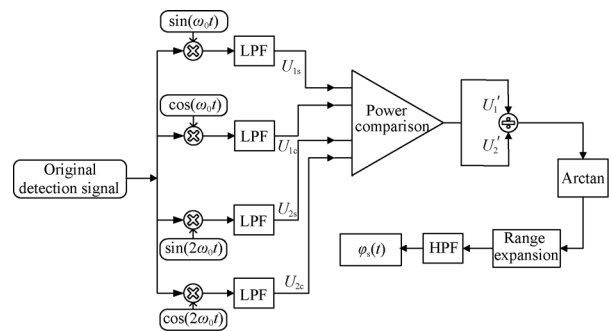 sin(ω₀t)
LPF
U₁ₛ
cos(ω₀t)
LPF
U₁c
Original
detection signal
LPF
U₂ₛ
sin(2ω₀t)
LPF
U₂c
cos(2ω₀t)
Power
comparison
U₁′
U₂′
Arctan
Range
expansion
HPF
φₛ(t)